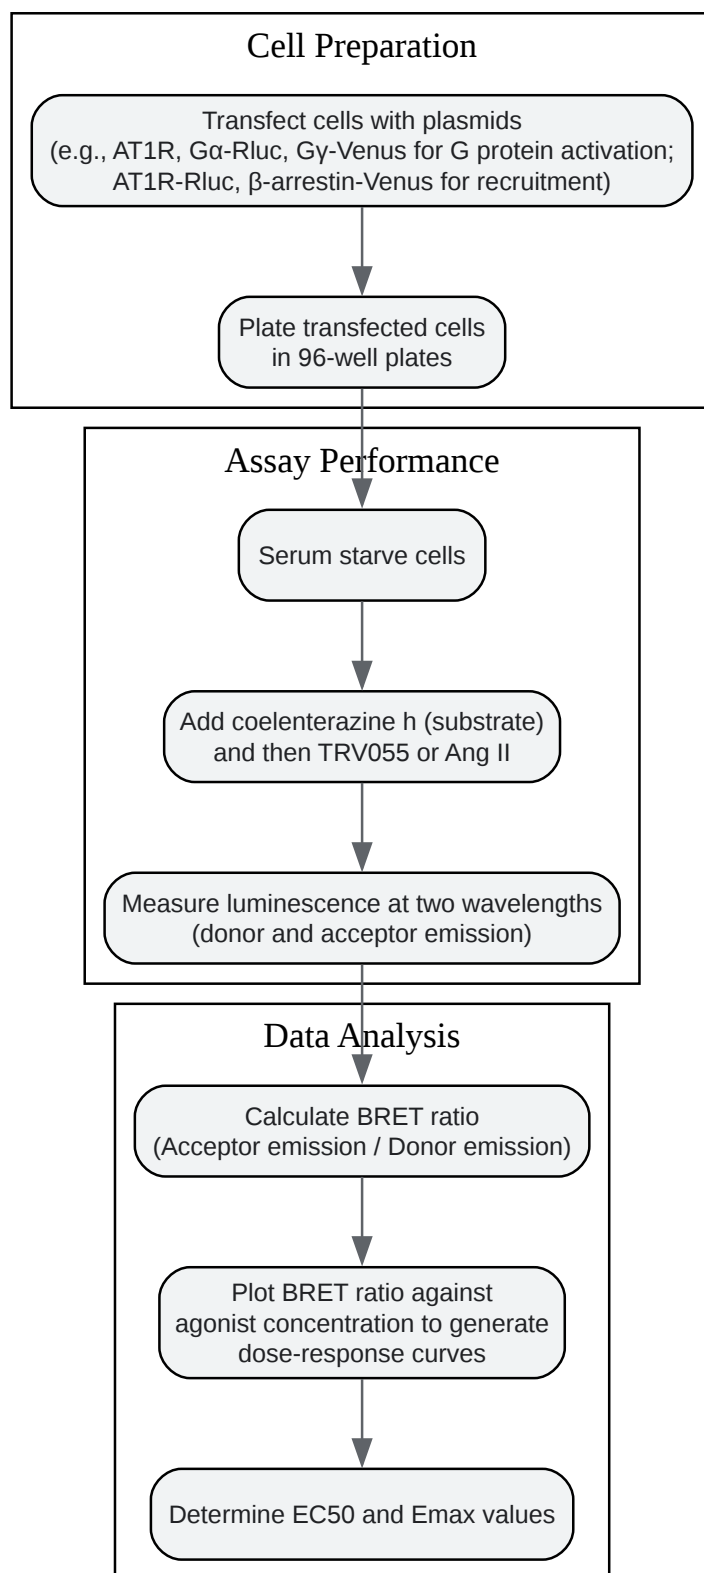 Cell Preparation
Transfect cells with plasmids
(e.g., AT1R, Gα-Rluc, Gγ-Venus for G protein activation;
AT1R-Rluc, β-arrestin-Venus for recruitment)
Plate transfected cells
in 96-well plates
Assay Performance
Serum starve cells
Add coelenterazine h (substrate)
and then TRV055 or Ang II
Measure luminescence at two wavelengths
(donor and acceptor emission)
Data Analysis
Calculate BRET ratio
(Acceptor emission / Donor emission)
Plot BRET ratio against
agonist concentration to generate
dose-response curves
Determine EC50 and Emax values